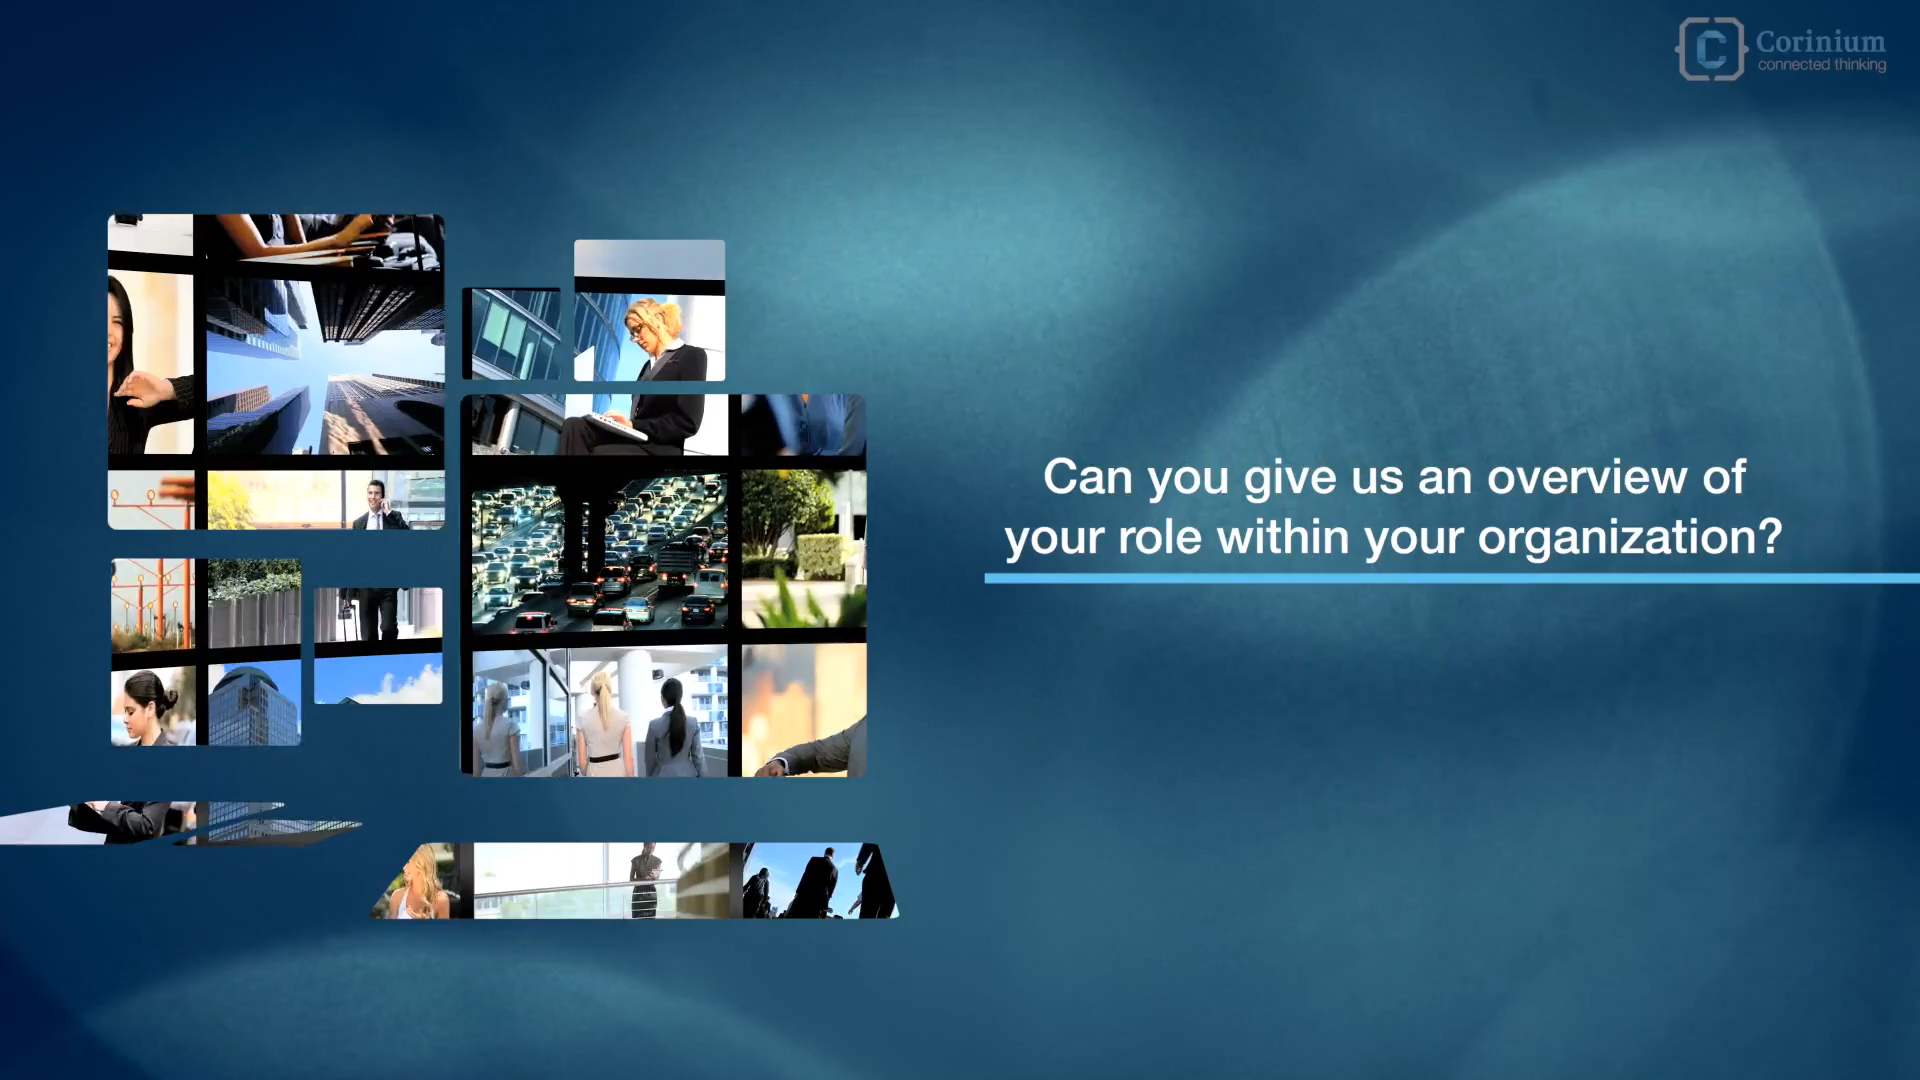 Corinium
connected thinking
Can you give us an overview of
your role within your organization?